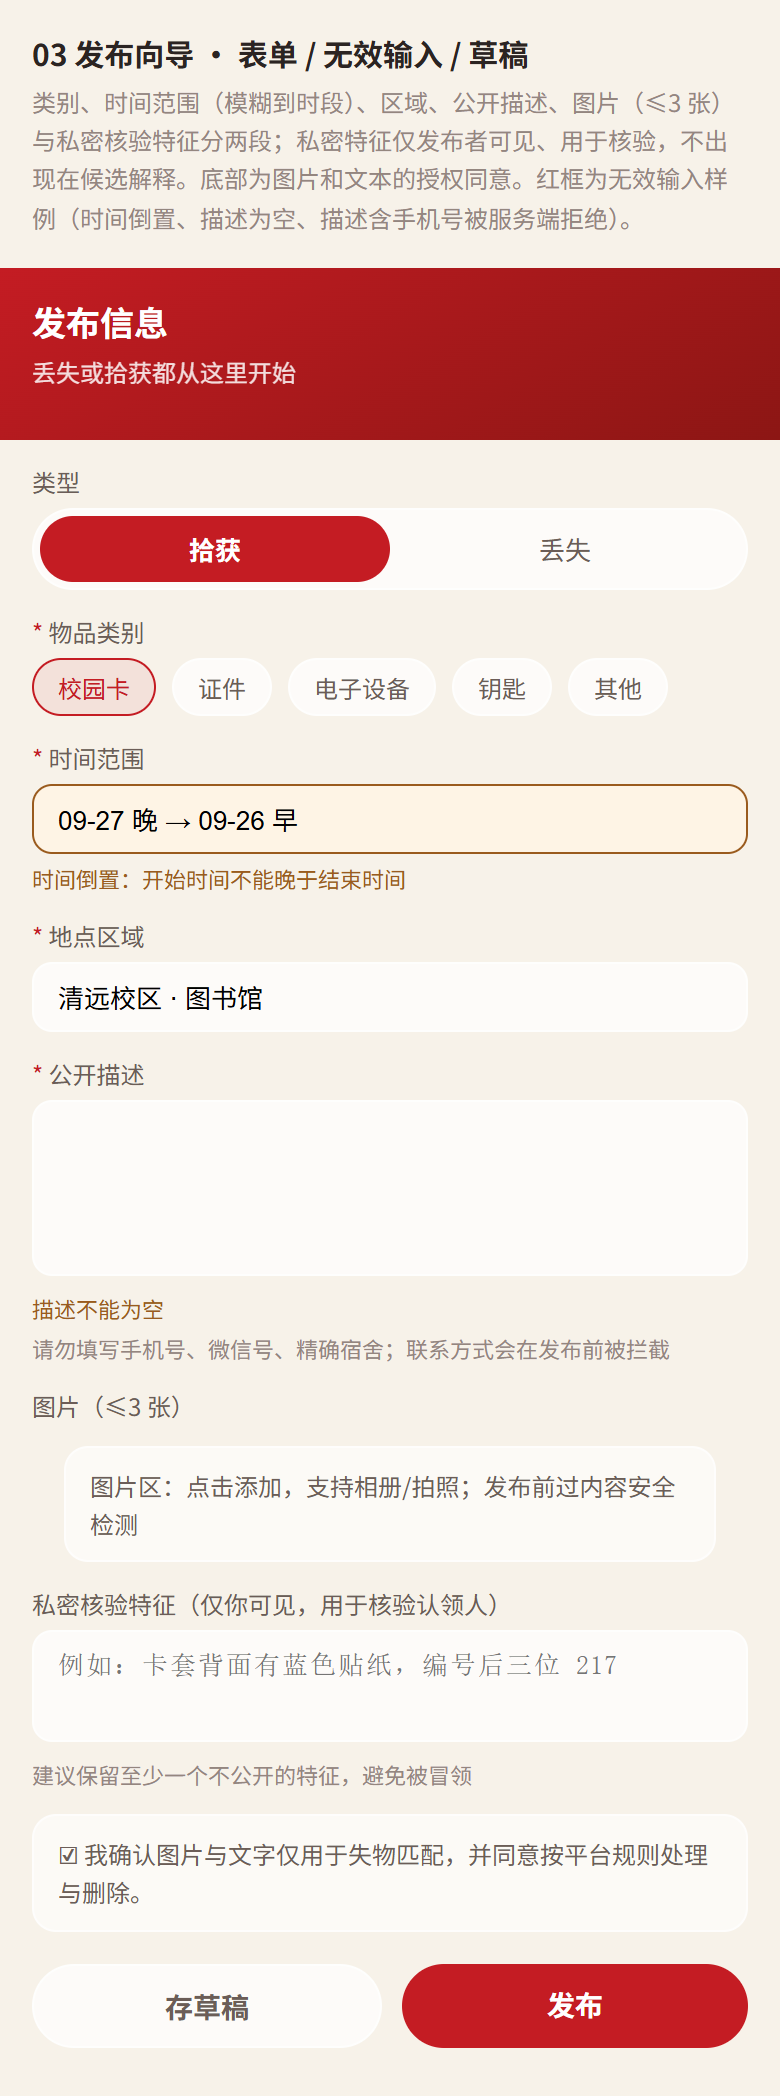 03 发布向导 · 表单 / 无效输入 / 草稿
类别、时间范围（模糊到时段）、区域、公开描述、图片（≤3 张）
与私密核验特征分两段；私密特征仅发布者可见、用于核验，不出
现在候选解释。底部为图片和文本的授权同意。红框为无效输入样
例（时间倒置、描述为空、描述含手机号被服务端拒绝）。
发布信息
丢失或拾获都从这里开始
类型
拾获 丢失
* 物品类别
校园卡 证件 电子设备 钥匙 其他
* 时间范围
09-27 晚 → 09-26 早
时间倒置：开始时间不能晚于结束时间
* 地点区域
清远校区 · 图书馆
* 公开描述
描述不能为空
请勿填写手机号、微信号、精确宿舍；联系方式会在发布前被拦截
图片（≤3 张）
图片区：点击添加，支持相册/拍照；发布前过内容安全
检测
私密核验特征（仅你可见，用于核验认领人）
例如：卡套背面有蓝色贴纸，编号后三位 217
建议保留至少一个不公开的特征，避免被冒领
☑ 我确认图片与文字仅用于失物匹配，并同意按平台规则处理
与删除。
存草稿 发布